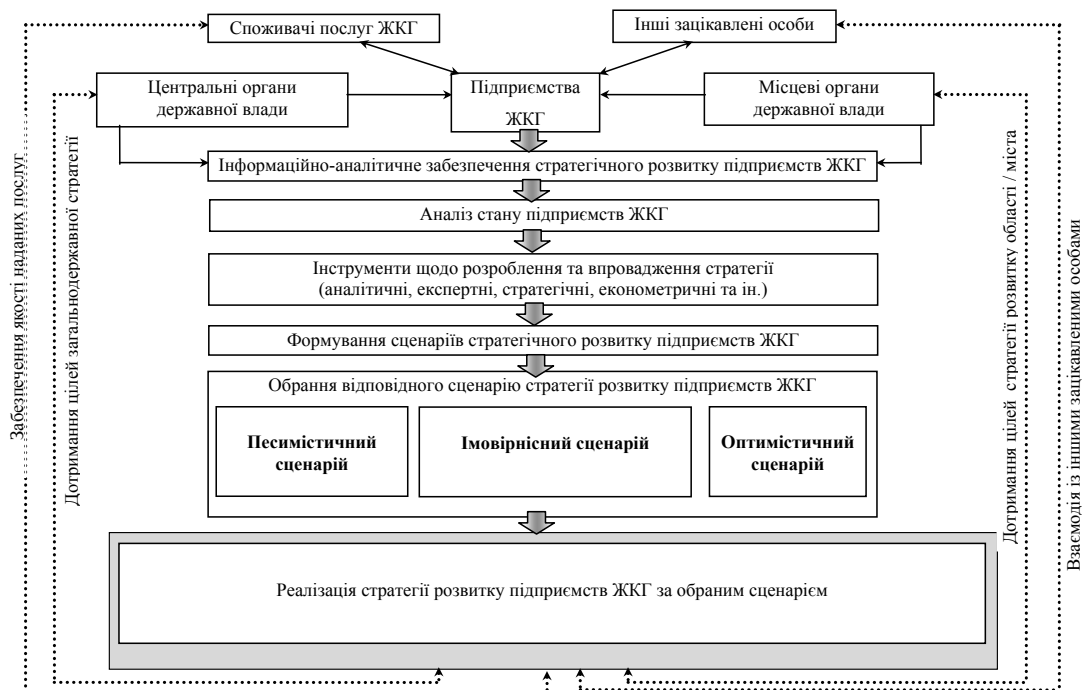 Споживачі послуг ЖКГ
Інші зацікавлені особи
Центральні органи
державної влади
Підприємства
ЖКГ
Місцеві органи
державної влади
Інформаційно-аналітичне забезпечення стратегічного розвитку підприємств ЖКГ
Аналіз стану підприємств ЖКГ
Інструменти щодо розроблення та впровадження стратегії
(аналітичні, експертні, стратегічні, економетричні та ін.)
Формування сценаріїв стратегічного розвитку підприємств ЖКГ
Обрання відповідного сценарію стратегії розвитку підприємств ЖКГ
Песимістичний
сценарій
Імовірнісний сценарій
Оптимістичний
сценарій
Реалізація стратегії розвитку підприємств ЖКГ за обраним сценарієм
Забезпечення якості наданих послуг
Дотримання цілей загальнодержавної стратегії
Дотримання цілей стратегії розвитку області / міста
Взаємодія із іншими зацікавленими особами